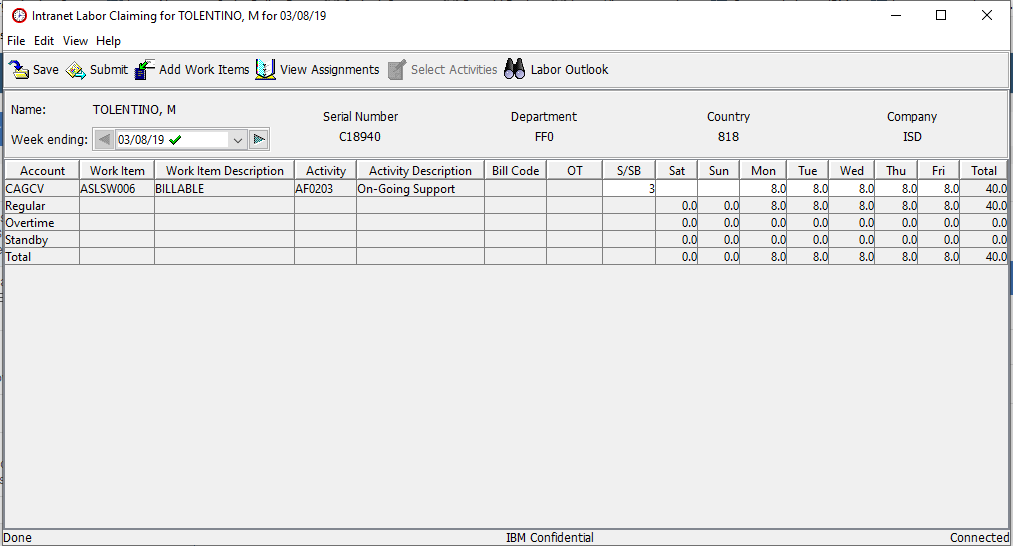 Intranet Labor Claiming for TOLENTINO, M for 03/08/19
File Edit View Help
Save Submit Add Work Items View Assignments Select Activities Labor Outlook
Name: TOLENTINO, M Serial Number Department Country Company
Week ending: 03/08/19 C18940 FF0 818 ISD
Account Work Item Work Item Description Activity Activity Description Bill Code OT S/SB Sat Sun Mon Tue Wed Thu Fri Total
CAGCV ASLSW006 BILLABLE AF0203 On-Going Support 3 8.0 8.0 8.0 8.0 8.0 40.0
Regular 0.0 0.0 8.0 8.0 8.0 8.0 8.0 40.0
Overtime 0.0 0.0 0.0 0.0 0.0 0.0 0.0 0.0
Standby 0.0 0.0 0.0 0.0 0.0 0.0 0.0 0.0
Total 0.0 0.0 8.0 8.0 8.0 8.0 8.0 40.0
Done IBM Confidential Connected